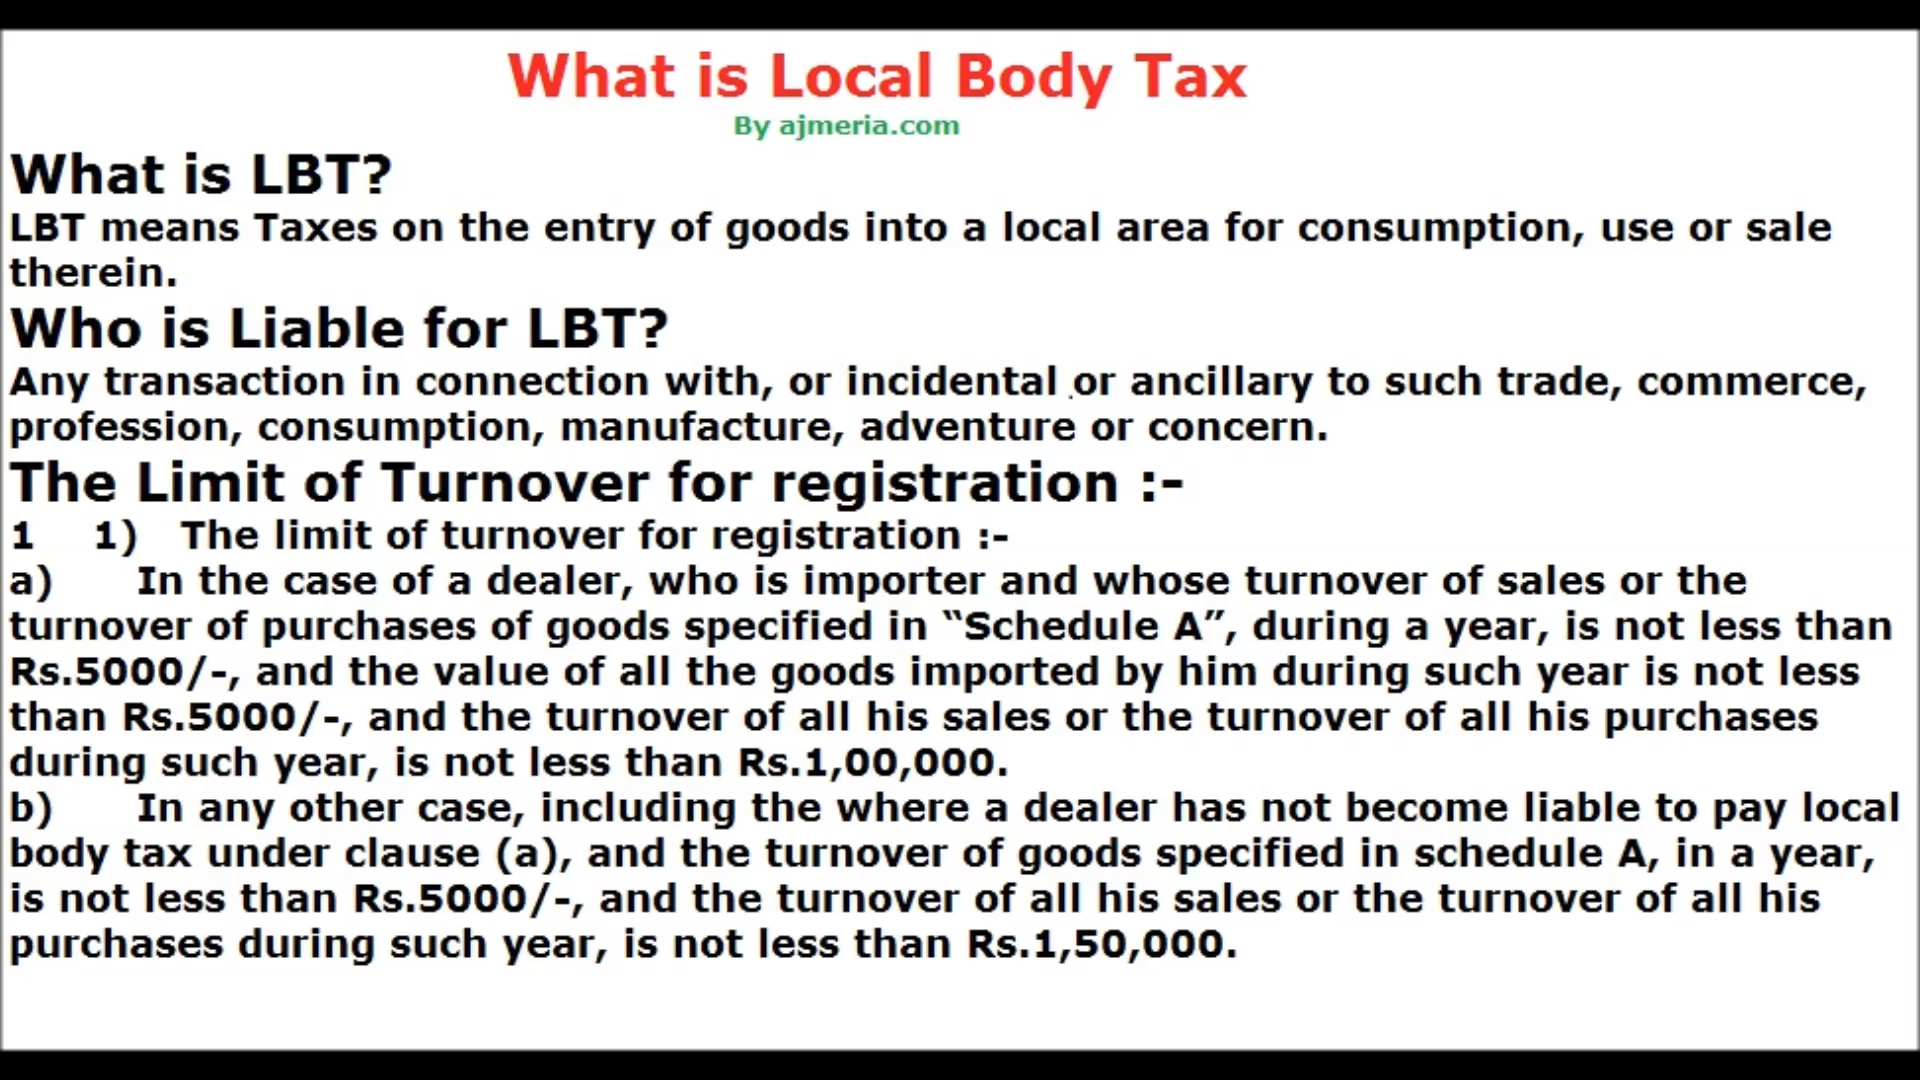 What is Local Body Tax
By ajmeria.com
What is LBT?
LBT means Taxes on the entry of goods into a local area for consumption, use or sale
therein.
Who is Liable for LBT?
Any transaction in connection with, or incidental or ancillary to such trade, commerce,
profession, consumption, manufacture, adventure or concern.
The Limit of Turnover for registration :-
1 1) The limit of turnover for registration :-
a) In the case of a dealer, who is importer and whose turnover of sales or the
turnover of purchases of goods specified in “Schedule A”, during a year, is not less than
Rs.5000/-, and the value of all the goods imported by him during such year is not less
than Rs.5000/-, and the turnover of all his sales or the turnover of all his purchases
during such year, is not less than Rs.1,00,000.
b) In any other case, including the where a dealer has not become liable to pay local
body tax under clause (a), and the turnover of goods specified in schedule A, in a year,
is not less than Rs.5000/-, and the turnover of all his sales or the turnover of all his
purchases during such year, is not less than Rs.1,50,000.